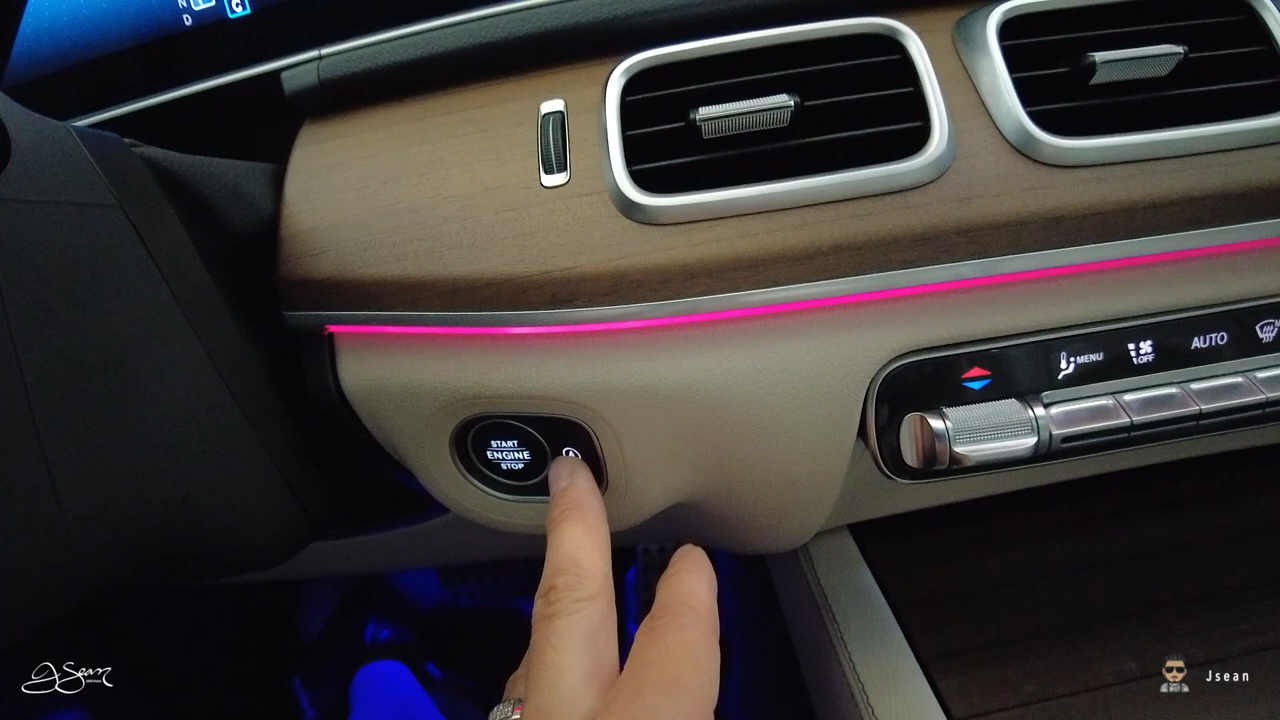 N
D
MENU
OFF
AUTO
START
ENGINE
STOP
Jsean